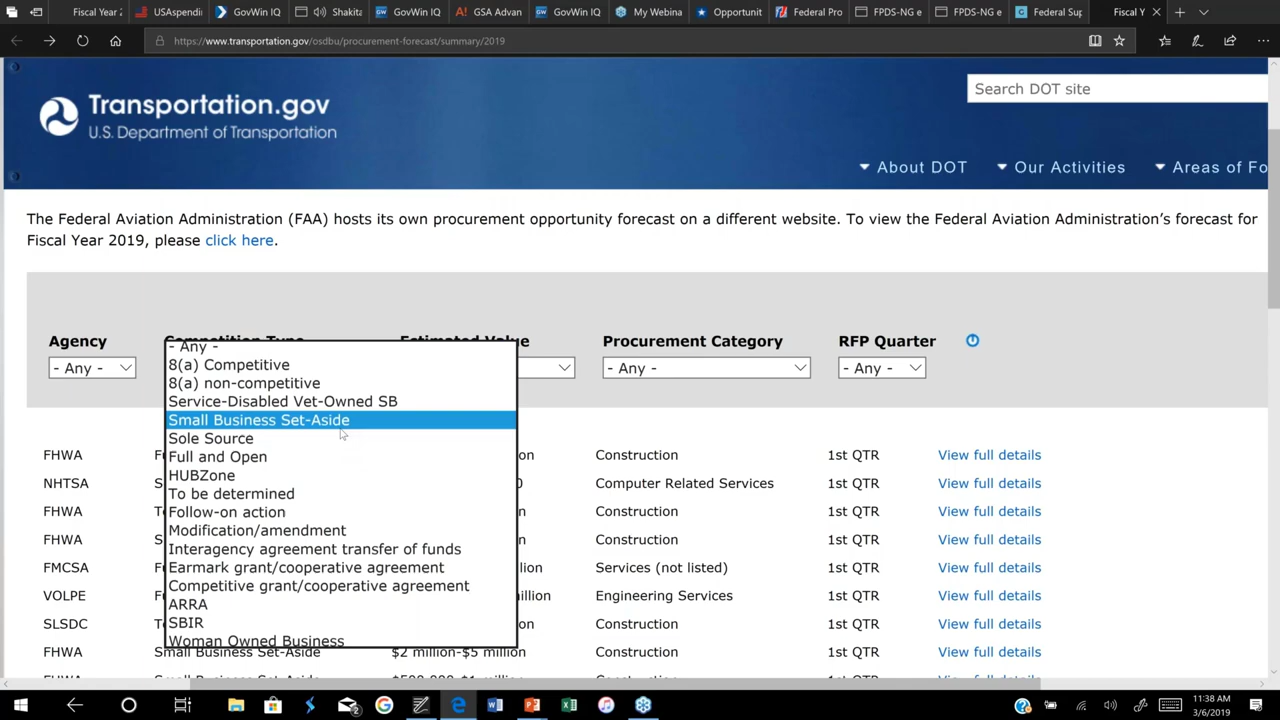 Fiscal Year 2
USAspendin
GovWin IQ
Shakita
GovWin IQ
A! GSA Advan
GovWin IQ
My Webina
Opportunit
Federal Pro
FPDS-NG e
FPDS-NG e
Federal Sup
Fiscal Y
https://www.transportation.gov/osdbu/procurement-forecast/summary/2019
Transportation.gov
U.S. Department of Transportation
Search DOT site
About DOT
Our Activities
Areas of Fo
The Federal Aviation Administration (FAA) hosts its own procurement opportunity forecast on a different website. To view the Federal Aviation Administration's forecast for
Fiscal Year 2019, please click here.
Agency
Competition Type
Estimated Value
Procurement Category
RFP Quarter
- Any -
- Any -
- Any -
- Any -
8(a) Competitive
8(a) non-competitive
Service-Disabled Vet-Owned SB
Small Business Set-Aside
Sole Source
Full and Open
HUBZone
To be determined
Follow-on action
Modification/amendment
Interagency agreement transfer of funds
Earmark grant/cooperative agreement
Competitive grant/cooperative agreement
ARRA
SBIR
Woman Owned Business
FHWA Construction 1st QTR View full details
NHTSA Computer Related Services 1st QTR View full details
FHWA Construction 1st QTR View full details
FHWA Construction 1st QTR View full details
FMCSA Services (not listed) 1st QTR View full details
VOLPE Engineering Services 1st QTR View full details
SLSDC Construction 1st QTR View full details
FHWA Small Business Set-Aside $2 million-$5 million Construction 1st QTR View full details
11:38 AM
3/6/2019